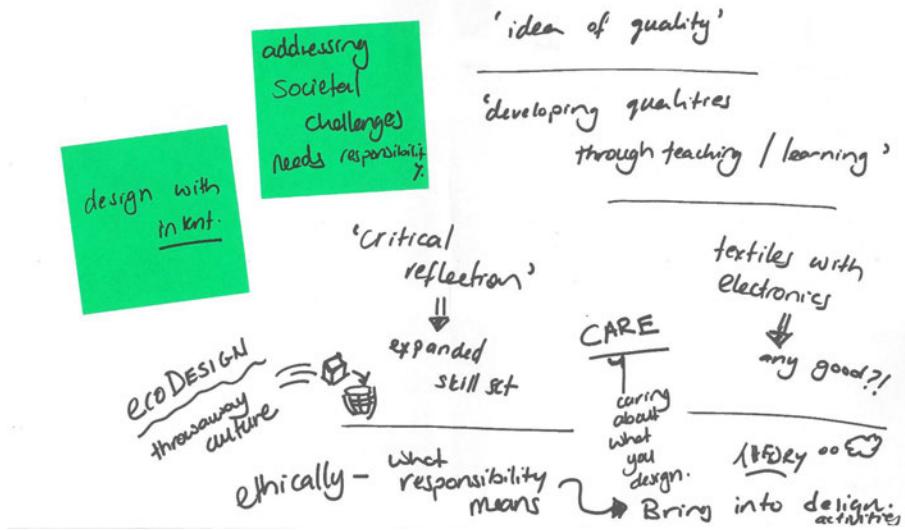 'idea of quality'
addressing
societal
challenges
needs responsibility
'developing qualities
through teaching / learning'
design with
intent.
'critical
reflection'
expanded
skill set
textiles with
electronics
any good?!
CARE
caring
about
what
you
design.
ecoDESIGN
throwaway
culture
THEORY
ethically – what
responsibility
means
Bring into design.
activities